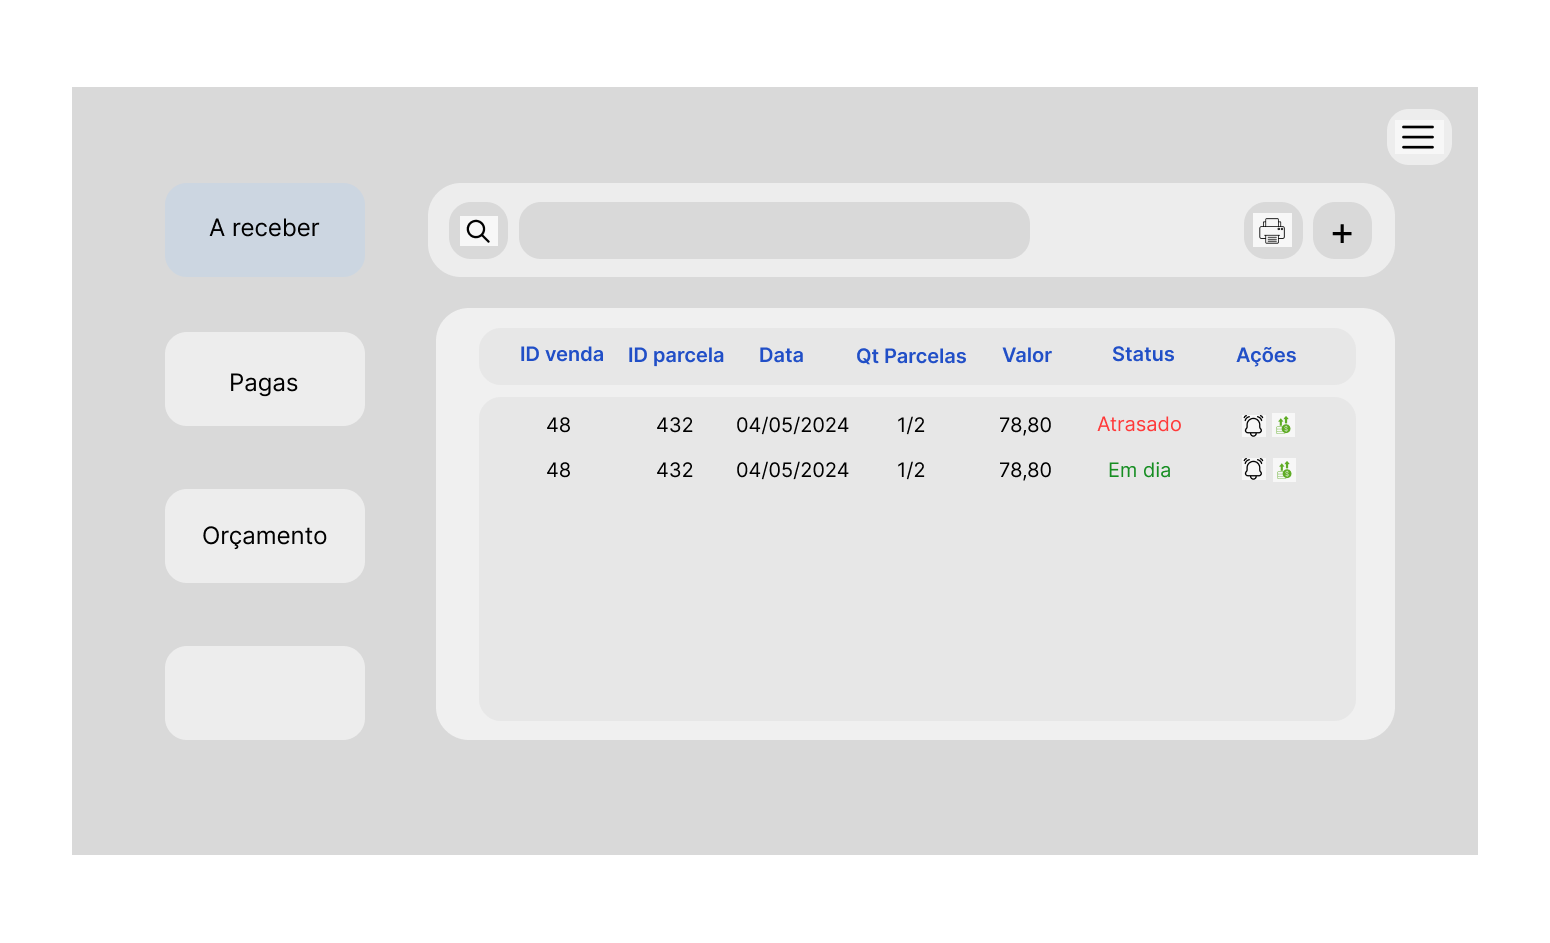 A receber
Pagas
Orçamento
+
ID venda ID parcela Data Qt Parcelas Valor Status Ações
48 432 04/05/2024 1/2 78,80 Atrasado
48 432 04/05/2024 1/2 78,80 Em dia